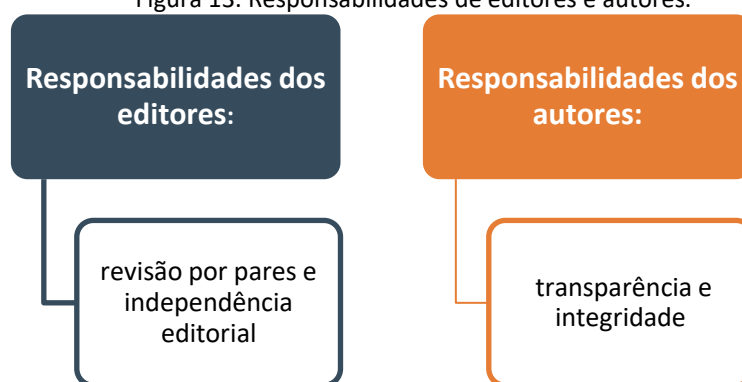 Figura 13: Responsabilidades de editores e autores.
Responsabilidades dos
editores:
Responsabilidades dos
autores:
revisão por pares e
independência
editorial
transparência e
integridade